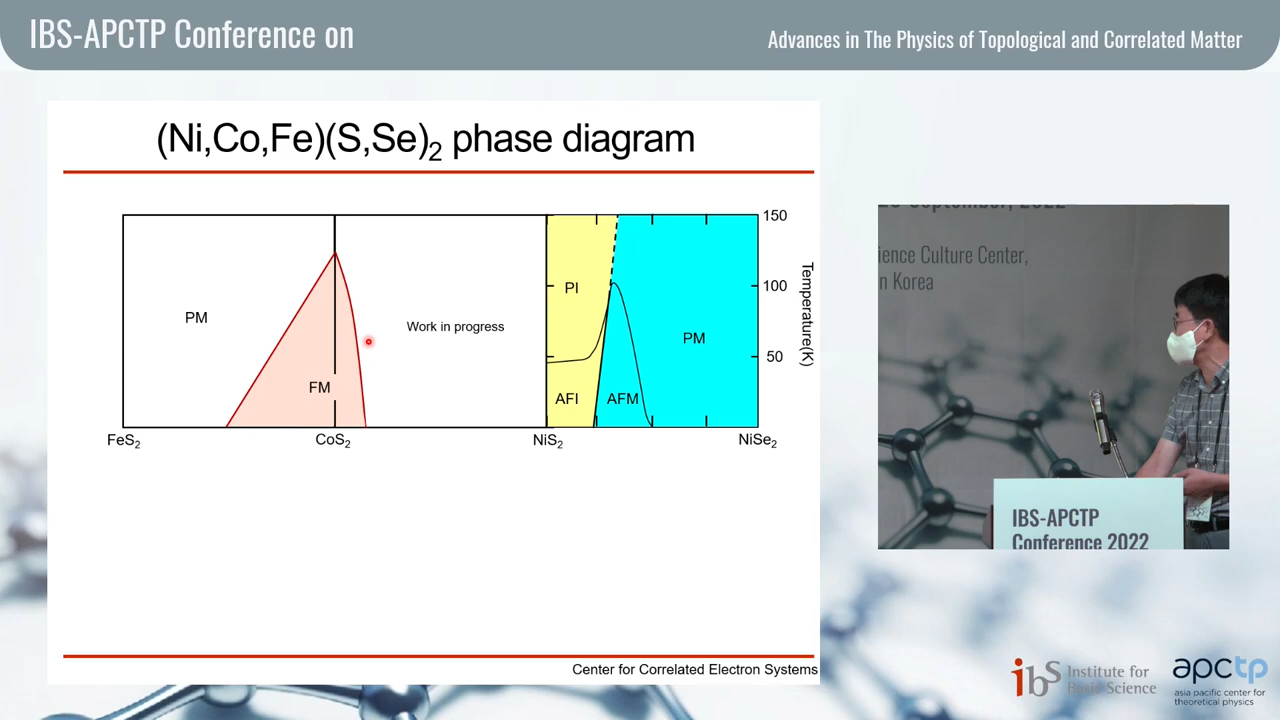 IBS-APCTP Conference on
Advances in The Physics of Topological and Correlated Matter
(Ni,Co,Fe)(S,Se)₂ phase diagram
150
100
50
Temperature(K)
PM
FM
Work in progress
PI
AFI
AFM
PM
FeS₂
CoS₂
NiS₂
NiSe₂
Center for Correlated Electron Systems
September, 2022
ience Culture Center,
n Korea
IBS-APCTP
Conference 2022
ibs Institute for
Basic Science
apctp
asia pacific center for
theoretical physics